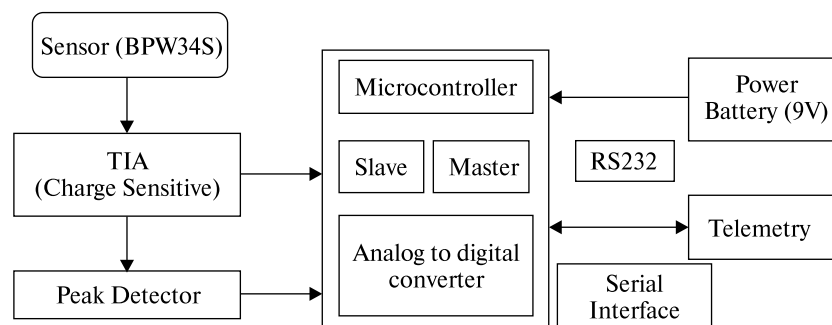 Sensor (BPW34S)
TIA
(Charge Sensitive)
Peak Detector
Microcontroller
Slave
Master
Analog to digital
converter
Power
Battery (9V)
RS232
Telemetry
Serial
Interface